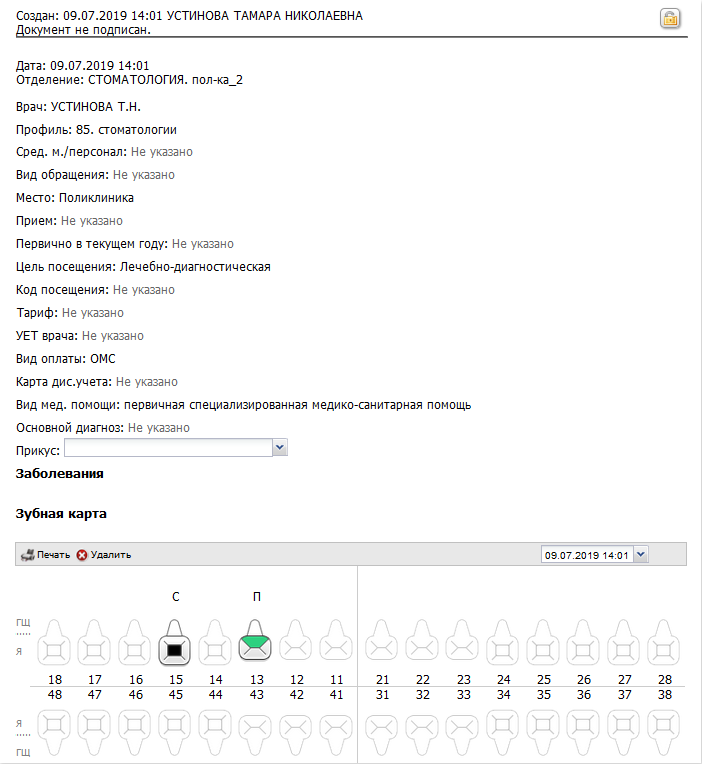 Создан: 09.07.2019 14:01 УСТИНОВА ТАМАРА НИКОЛАЕВНА
Документ не подписан.
Дата: 09.07.2019 14:01
Отделение: СТОМАТОЛОГИЯ. пол-ка_2
Врач: УСТИНОВА Т.Н.
Профиль: 85. стоматологии
Сред. м./персонал: Не указано
Вид обращения: Не указано
Место: Поликлиника
Прием: Не указано
Первично в текущем году: Не указано
Цель посещения: Лечебно-диагностическая
Код посещения: Не указано
Тариф: Не указано
УЕТ врача: Не указано
Вид оплаты: ОМС
Карта дис.учета: Не указано
Вид мед. помощи: первичная специализированная медико-санитарная помощь
Основной диагноз: Не указано
Прикус:
Заболевания
Зубная карта
Печать Удалить 09.07.2019 14:01
С П
ГЩ
Я
18 17 16 15 14 13 12 11 21 22 23 24 25 26 27 28
48 47 46 45 44 43 42 41 31 32 33 34 35 36 37 38
Я
ГЩ